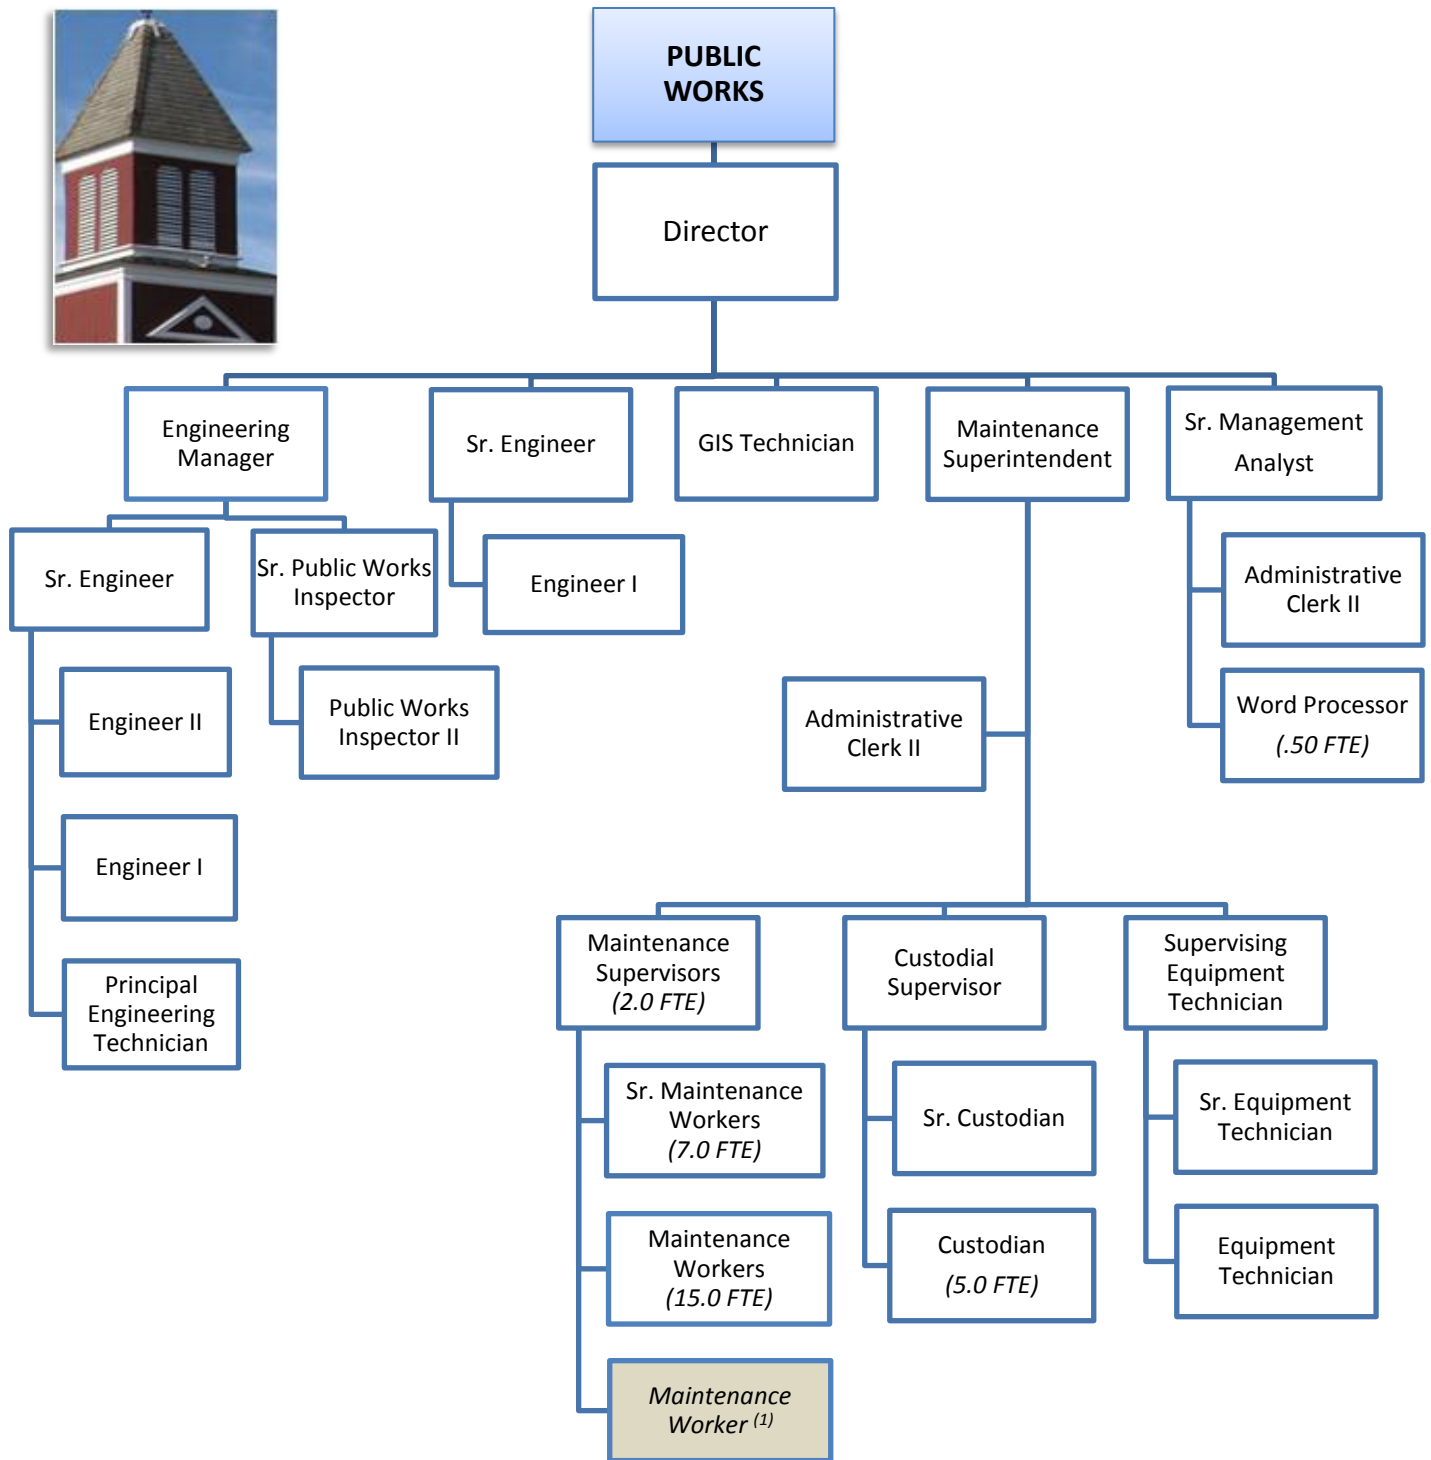 PUBLIC
WORKS
Director
Engineering
Manager
Sr. Engineer
GIS Technician
Maintenance
Superintendent
Sr. Management
Analyst
Sr. Engineer
Sr. Public Works
Inspector
Engineer I
Administrative
Clerk II
Engineer II
Public Works
Inspector II
Administrative
Clerk II
Word Processor
(.50 FTE)
Engineer I
Principal
Engineering
Technician
Maintenance
Supervisors
(2.0 FTE)
Custodial
Supervisor
Supervising
Equipment
Technician
Sr. Maintenance
Workers
(7.0 FTE)
Sr. Custodian
Sr. Equipment
Technician
Maintenance
Workers
(15.0 FTE)
Custodian
(5.0 FTE)
Equipment
Technician
Maintenance
Worker (1)